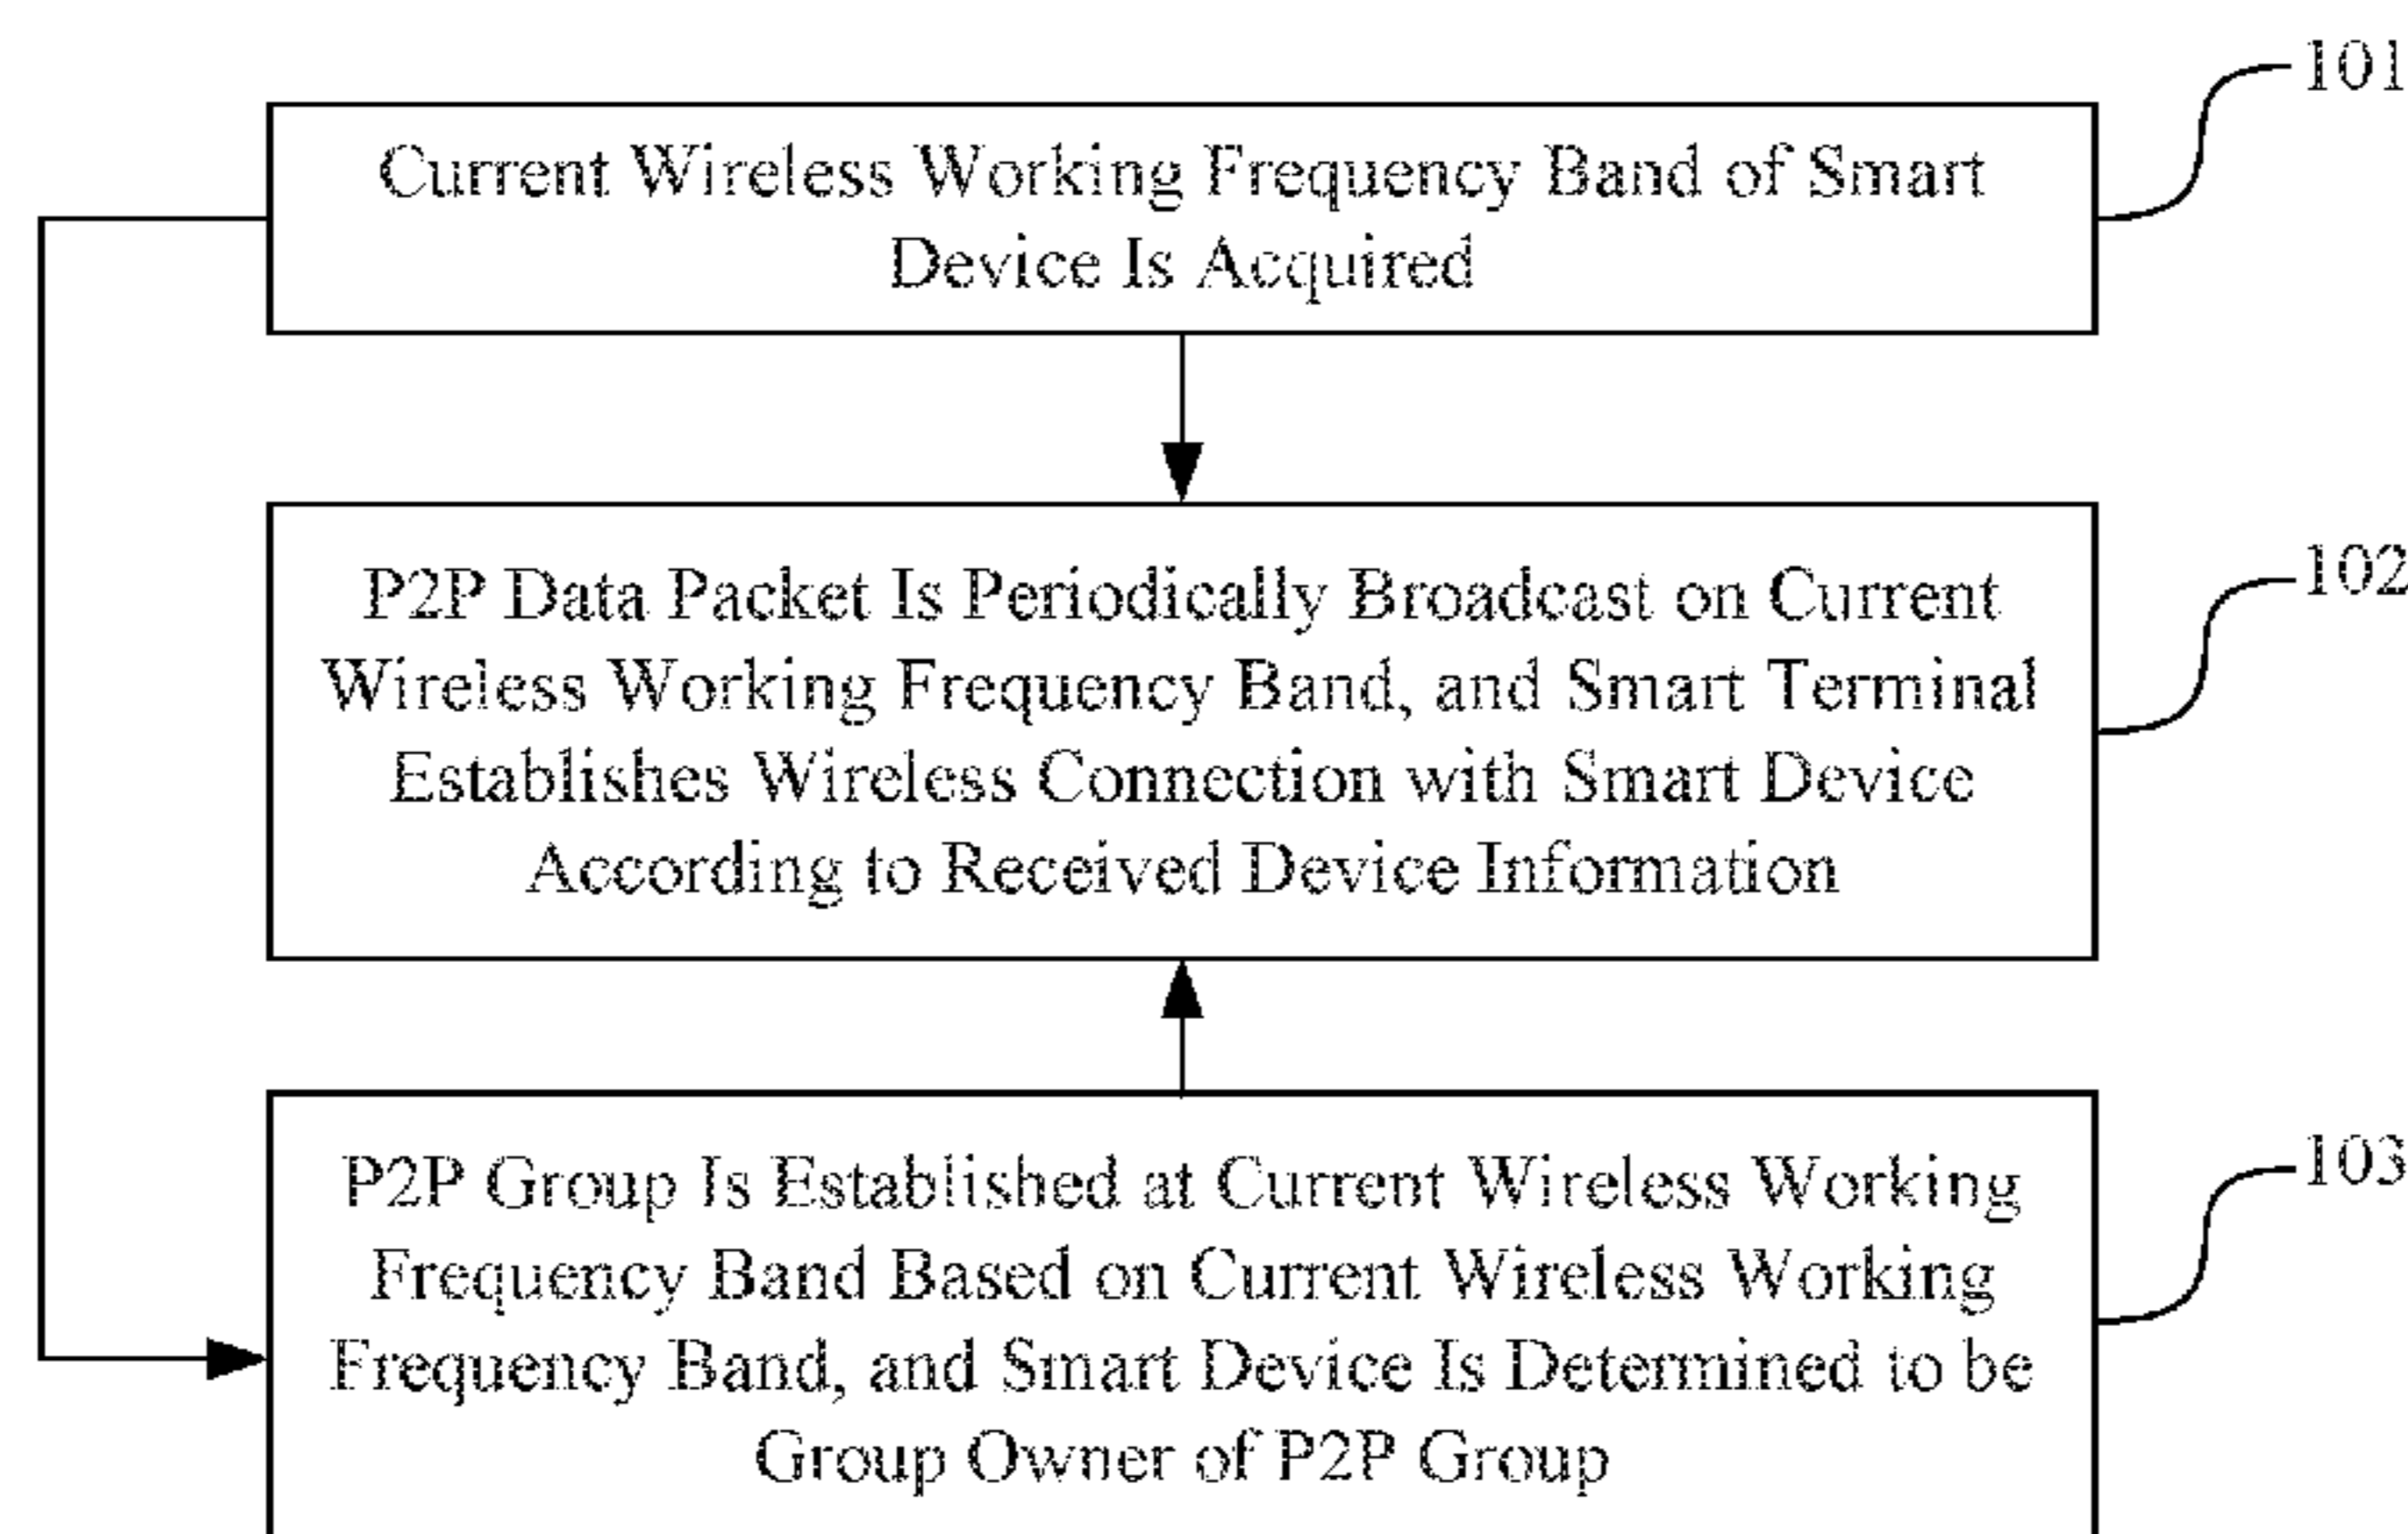 101
Current Wireless Working Frequency Band of Smart
Device Is Acquired
102
P2P Data Packet Is Periodically Broadcast on Current
Wireless Working Frequency Band, and Smart Terminal
Establishes Wireless Connection with Smart Device
According to Received Device Information
103
P2P Group Is Established at Current Wireless Working
Frequency Band Based on Current Wireless Working
Frequency Band, and Smart Device Is Determined to be
Group Owner of P2P Group